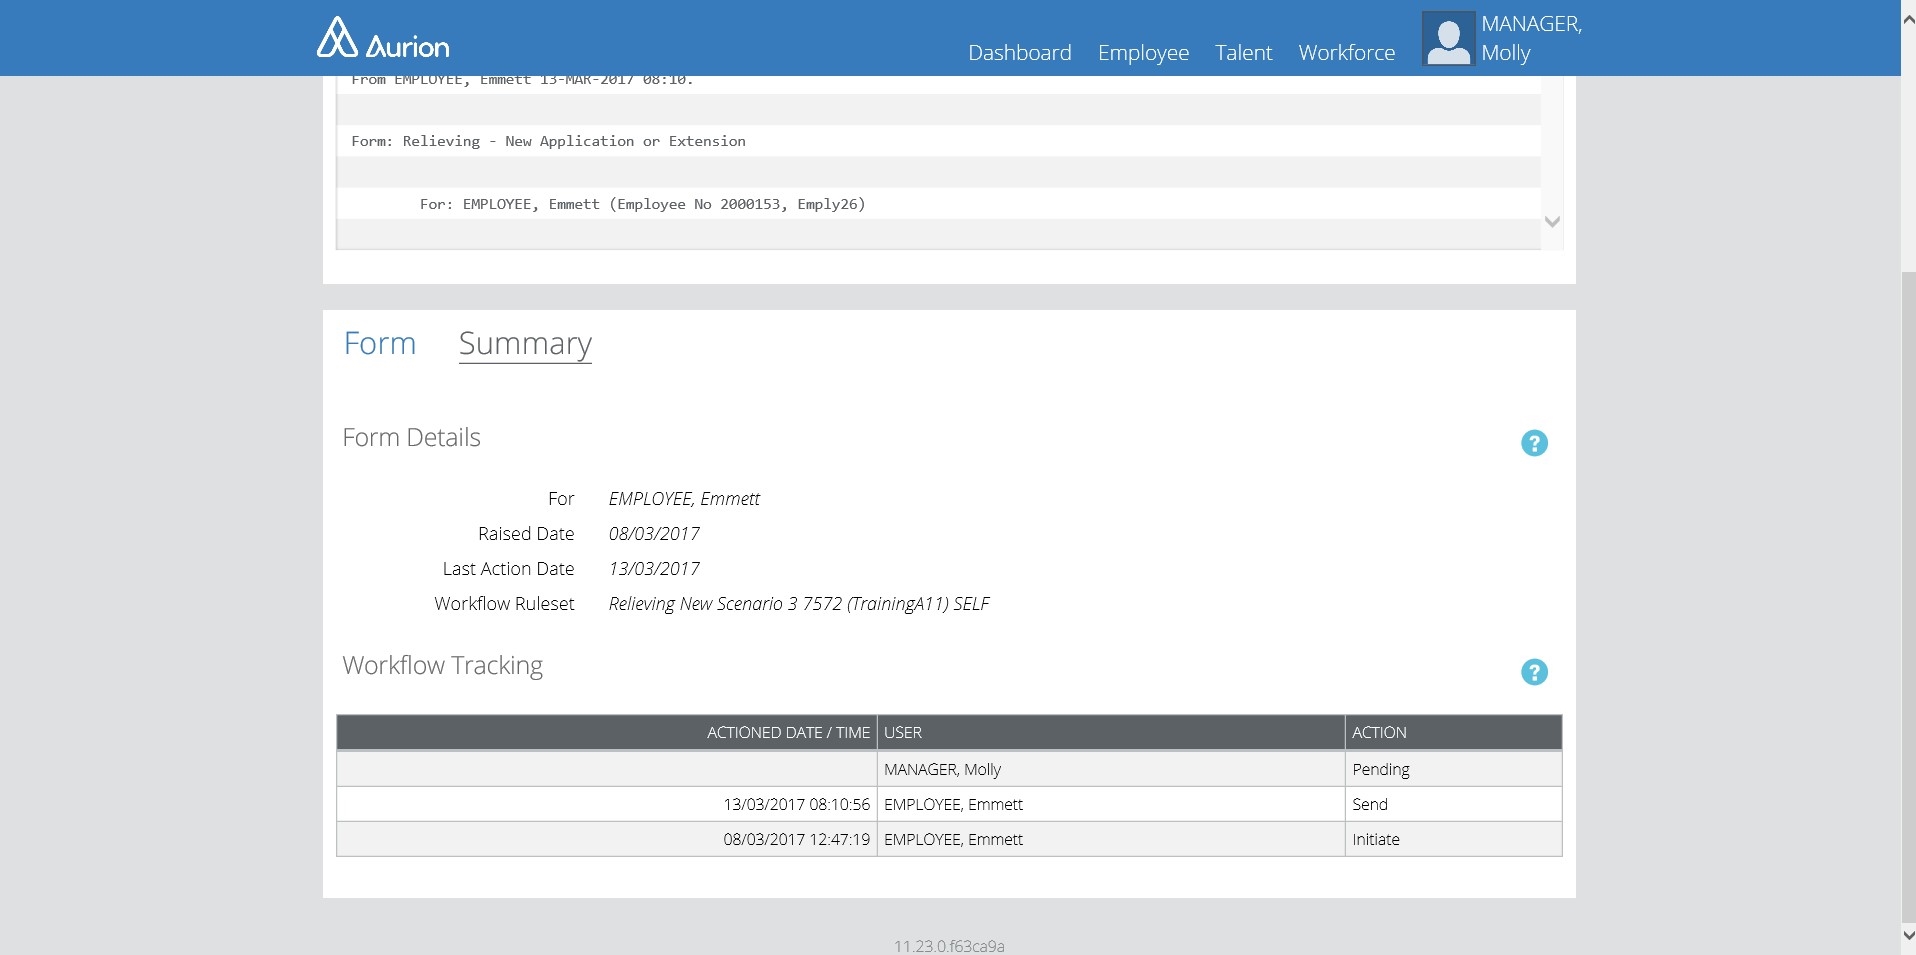 Aurion
Dashboard Employee Talent Workforce MANAGER, Molly
From EMPLOYEE, Emmett 13-MAR-2017 08:10.
Form: Relieving - New Application or Extension
For: EMPLOYEE, Emmett (Employee No 2000153, Emply26)
Form Summary
Form Details
?
For EMPLOYEE, Emmett
Raised Date 08/03/2017
Last Action Date 13/03/2017
Workflow Ruleset Relieving New Scenario 3 7572 (TrainingA11) SELF
Workflow Tracking
?
ACTIONED DATE / TIME USER ACTION
MANAGER, Molly Pending
13/03/2017 08:10:56 EMPLOYEE, Emmett Send
08/03/2017 12:47:19 EMPLOYEE, Emmett Initiate
11.23.0.f63ca9a